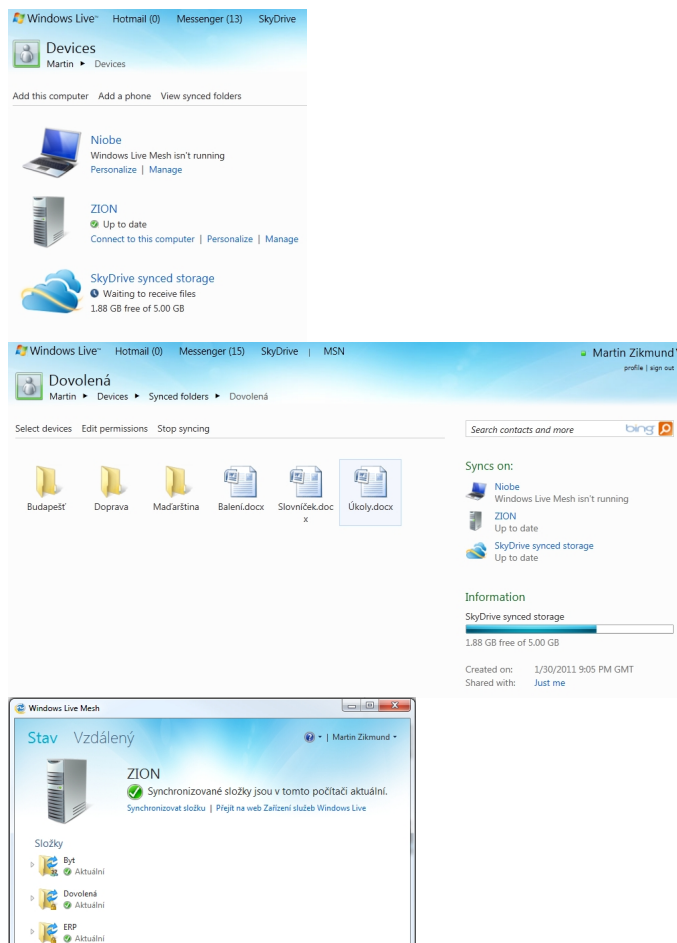 Windows Live™ Hotmail (0) Messenger (13) SkyDrive
Devices
Martin ▸ Devices
Add this computer Add a phone View synced folders
Niobe
Windows Live Mesh isn't running
Personalize | Manage
ZION
Up to date
Connect to this computer | Personalize | Manage
SkyDrive synced storage
Waiting to receive files
1.88 GB free of 5.00 GB
Windows Live™ Hotmail (0) Messenger (15) SkyDrive | MSN
Martin Zikmund
profile | sign out
Dovolená
Martin ▸ Devices ▸ Synced folders ▸ Dovolená
Select devices Edit permissions Stop syncing
Search contacts and more bing
Budapešť Doprava Maďarština Balení.docx Slovníček.doc Úkoly.docx
x
Syncs on:
Niobe
Windows Live Mesh isn't running
ZION
Up to date
SkyDrive synced storage
Up to date
Information
SkyDrive synced storage
1.88 GB free of 5.00 GB
Created on: 1/30/2011 9:05 PM GMT
Shared with: Just me
Windows Live Mesh
Stav Vzdálený
| Martin Zikmund
ZION
Synchronizované složky jsou v tomto počítači aktuální.
Synchronizovat složku | Přejít na web Zařízení služeb Windows Live
Složky
Byt
Aktuální
Dovolená
Aktuální
ERP
Aktuální